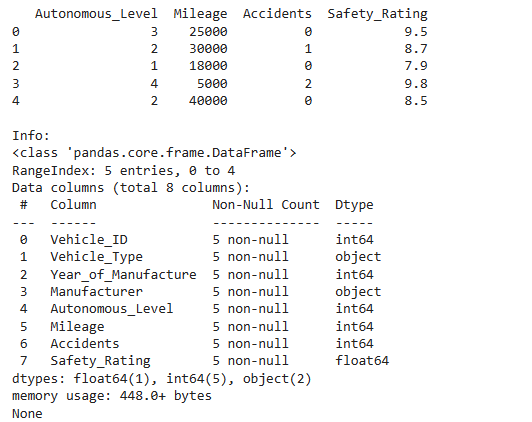 Autonomous_Level  Mileage  Accidents  Safety_Rating
0                 3    25000          0            9.5
1                 2    30000          1            8.7
2                 1    18000          0            7.9
3                 4     5000          2            9.8
4                 2    40000          0            8.5

Info:
<class 'pandas.core.frame.DataFrame'>
RangeIndex: 5 entries, 0 to 4
Data columns (total 8 columns):
 #   Column               Non-Null Count  Dtype
---  ------               --------------  -----
 0   Vehicle_ID           5 non-null      int64
 1   Vehicle_Type         5 non-null      object
 2   Year_of_Manufacture  5 non-null      int64
 3   Manufacturer         5 non-null      object
 4   Autonomous_Level     5 non-null      int64
 5   Mileage              5 non-null      int64
 6   Accidents            5 non-null      int64
 7   Safety_Rating        5 non-null      float64
dtypes: float64(1), int64(5), object(2)
memory usage: 448.0+ bytes
None